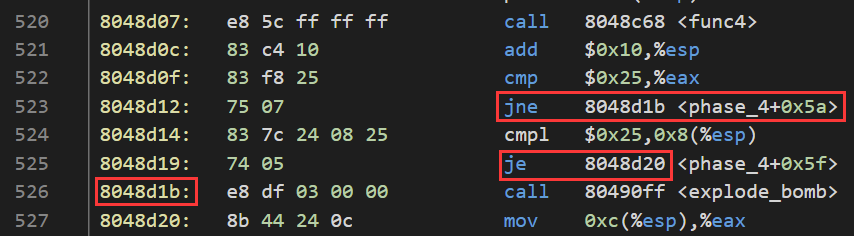 520 8048d07: e8 5c ff ff ff call 8048c68 <func4>
521 8048d0c: 83 c4 10 add $0x10,%esp
522 8048d0f: 83 f8 25 cmp $0x25,%eax
523 8048d12: 75 07 jne 8048d1b <phase_4+0x5a>
524 8048d14: 83 7c 24 08 25 cmpl $0x25,0x8(%esp)
525 8048d19: 74 05 je 8048d20 <phase_4+0x5f>
526 8048d1b: e8 df 03 00 00 call 80490ff <explode_bomb>
527 8048d20: 8b 44 24 0c mov 0xc(%esp),%eax